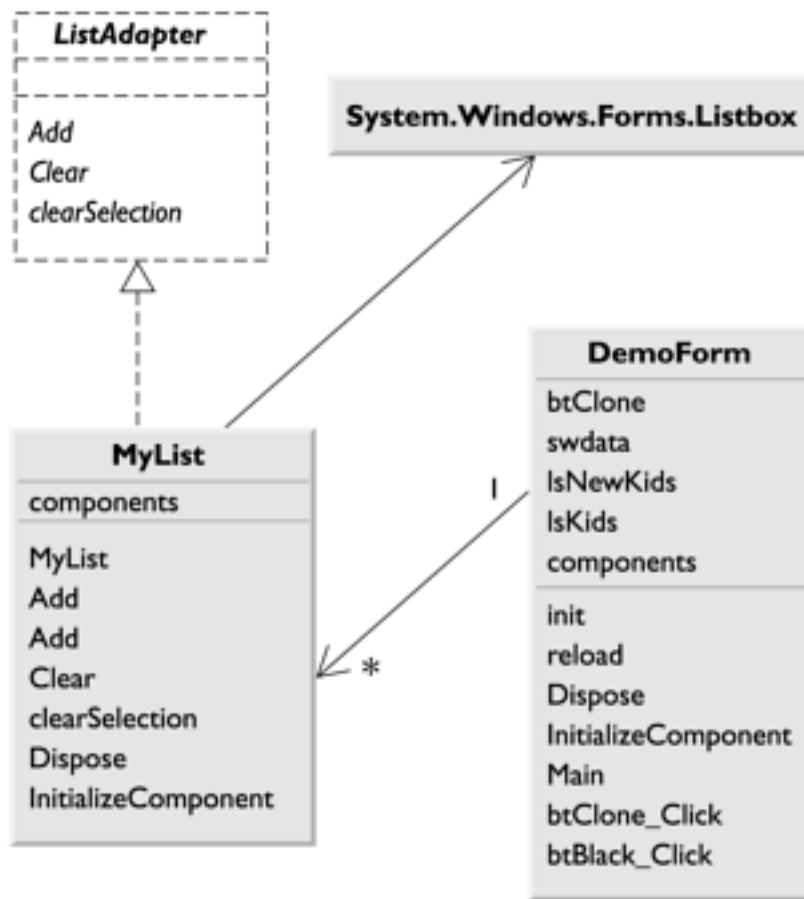 ListAdapter
Add
Clear
clearSelection
System.Windows.Forms.Listbox
MyList
components
MyList
Add
Add
Clear
clearSelection
Dispose
InitializeComponent
1
*
DemoForm
btClone
swdata
lsNewKids
lsKids
components
init
reload
Dispose
InitializeComponent
Main
btClone_Click
btBlack_Click